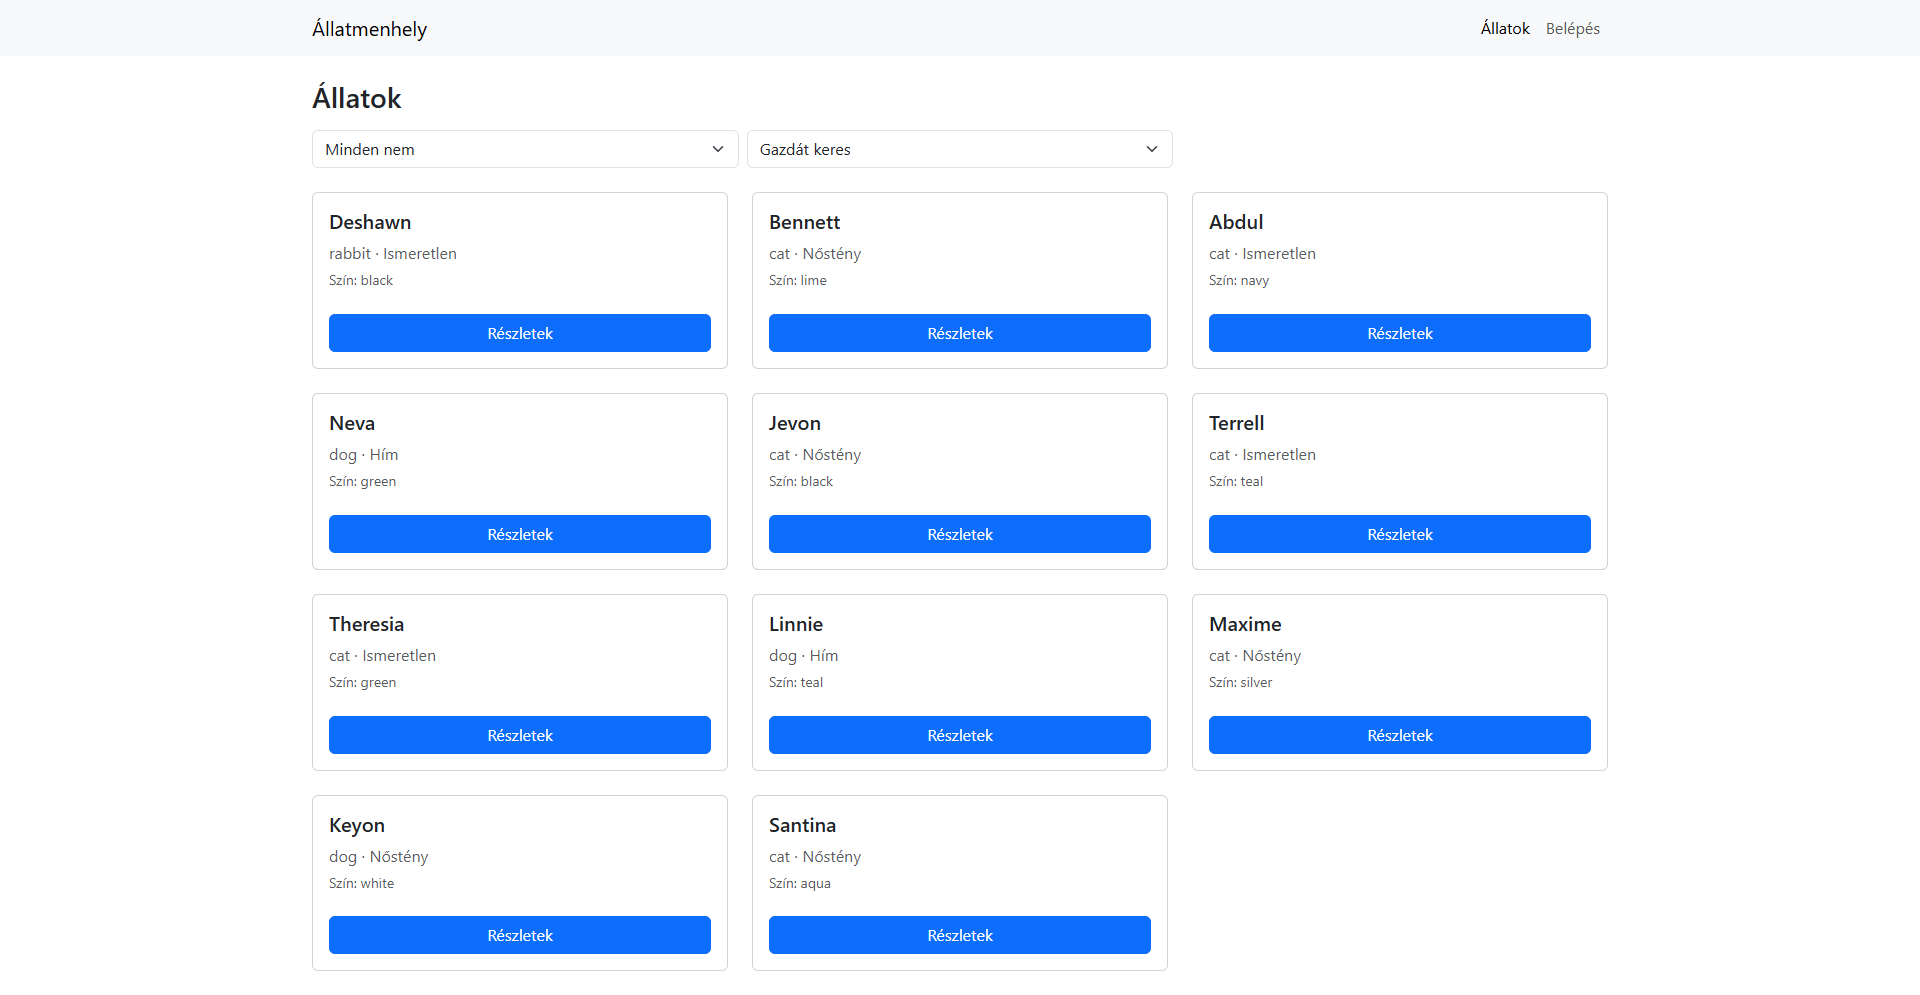 Állatmenhely
Állatok
Belépés
Állatok
Minden nem
Gazdát keres
Deshawn
rabbit · Ismeretlen
Szín: black
Részletek
Bennett
cat · Nőstény
Szín: lime
Részletek
Abdul
cat · Ismeretlen
Szín: navy
Részletek
Neva
dog · Hím
Szín: green
Részletek
Jevon
cat · Nőstény
Szín: black
Részletek
Terrell
cat · Ismeretlen
Szín: teal
Részletek
Theresia
cat · Ismeretlen
Szín: green
Részletek
Linnie
dog · Hím
Szín: teal
Részletek
Maxime
cat · Nőstény
Szín: silver
Részletek
Keyon
dog · Nőstény
Szín: white
Részletek
Santina
cat · Nőstény
Szín: aqua
Részletek